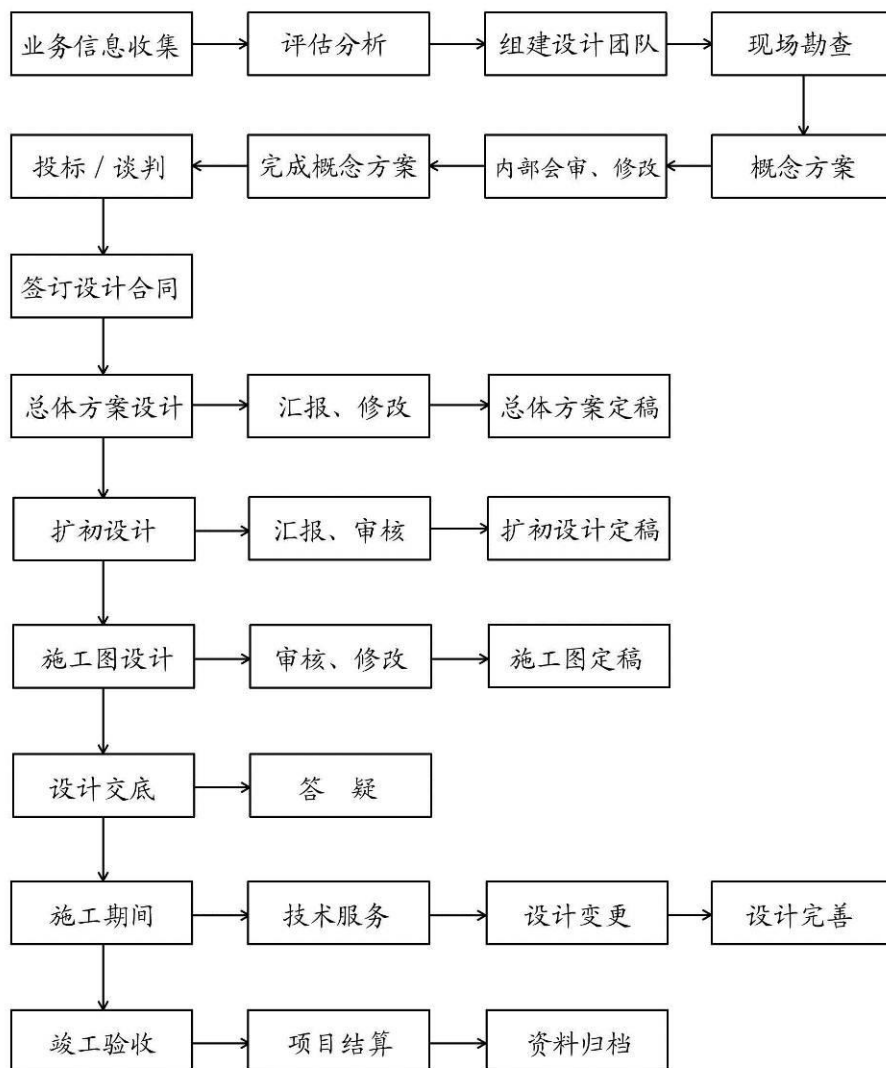 业务信息收集
评估分析
组建设计团队
现场勘查
投标 / 谈判
完成概念方案
内部会审、修改
概念方案
签订设计合同
总体方案设计
汇报、修改
总体方案定稿
扩初设计
汇报、审核
扩初设计定稿
施工图设计
审核、修改
施工图定稿
设计交底
答 疑
施工期间
技术服务
设计变更
设计完善
竣工验收
项目结算
资料归档